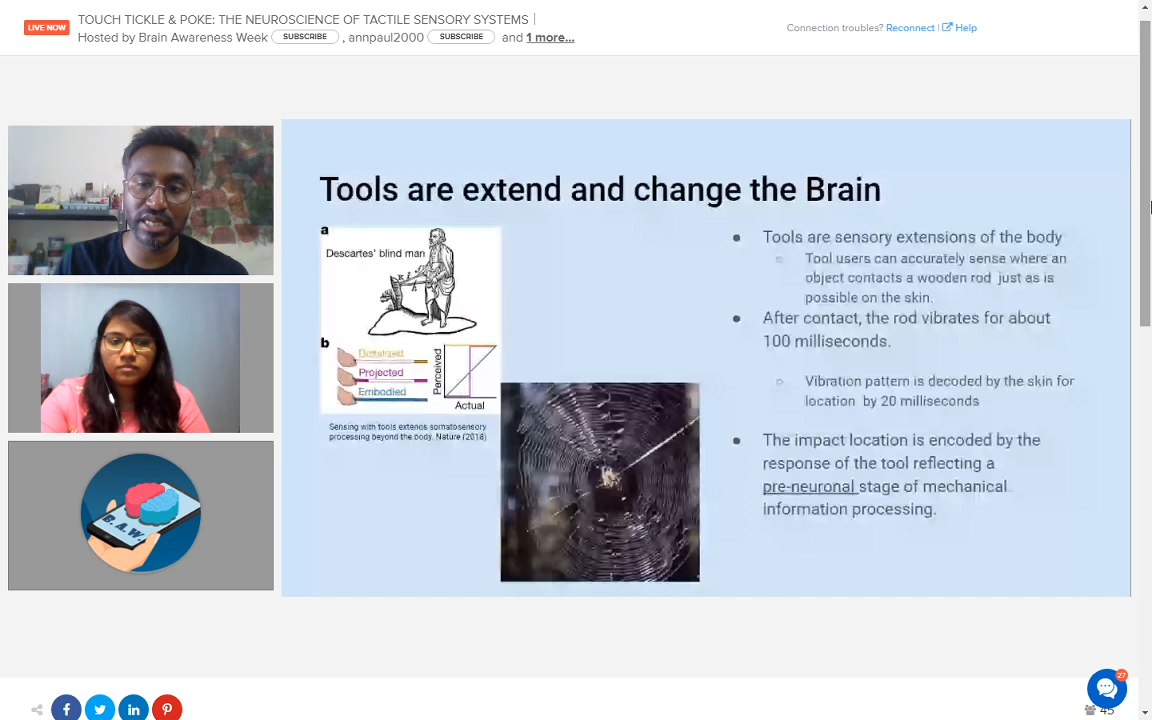 TOUCH TICKLE & POKE: THE NEUROSCIENCE OF TACTILE SENSORY SYSTEMS
LIVE NOW
Hosted by Brain Awareness Week SUBSCRIBE , annpaul2000 SUBSCRIBE and 1 more...
Connection troubles? Reconnect | Help
Tools are extend and change the Brain
a
Descartes' blind man
b
Localized
Projected
Embodied
Perceived
Actual
Sensing with tools extends somatosensory
processing beyond the body. Nature (2018)
• Tools are sensory extensions of the body
Tool users can accurately sense where an
object contacts a wooden rod just as is
possible on the skin.
• After contact, the rod vibrates for about
100 milliseconds.
Vibration pattern is decoded by the skin for
location by 20 milliseconds
• The impact location is encoded by the
response of the tool reflecting a
pre-neuronal stage of mechanical
information processing.
B.A.W.
27
45